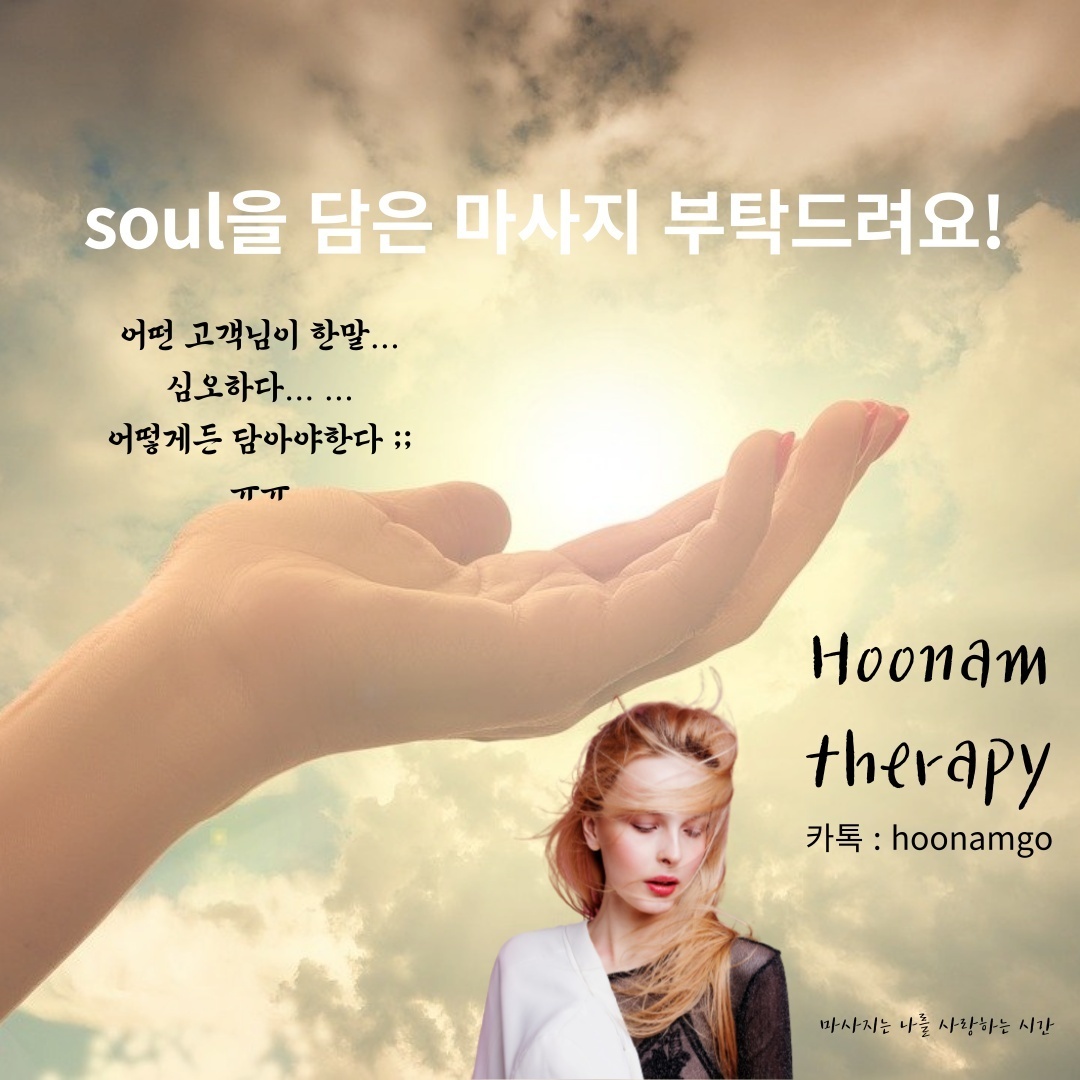 soul을 담은 마사지 부탁드려요!
어떤 고객님이 한말...
심오하다... ...
어떻게든 담아야한다 ;;
ㅠㅠ
Hoonam
therapy
카톡 : hoonamgo
마사지는 나를 사랑하는 시간